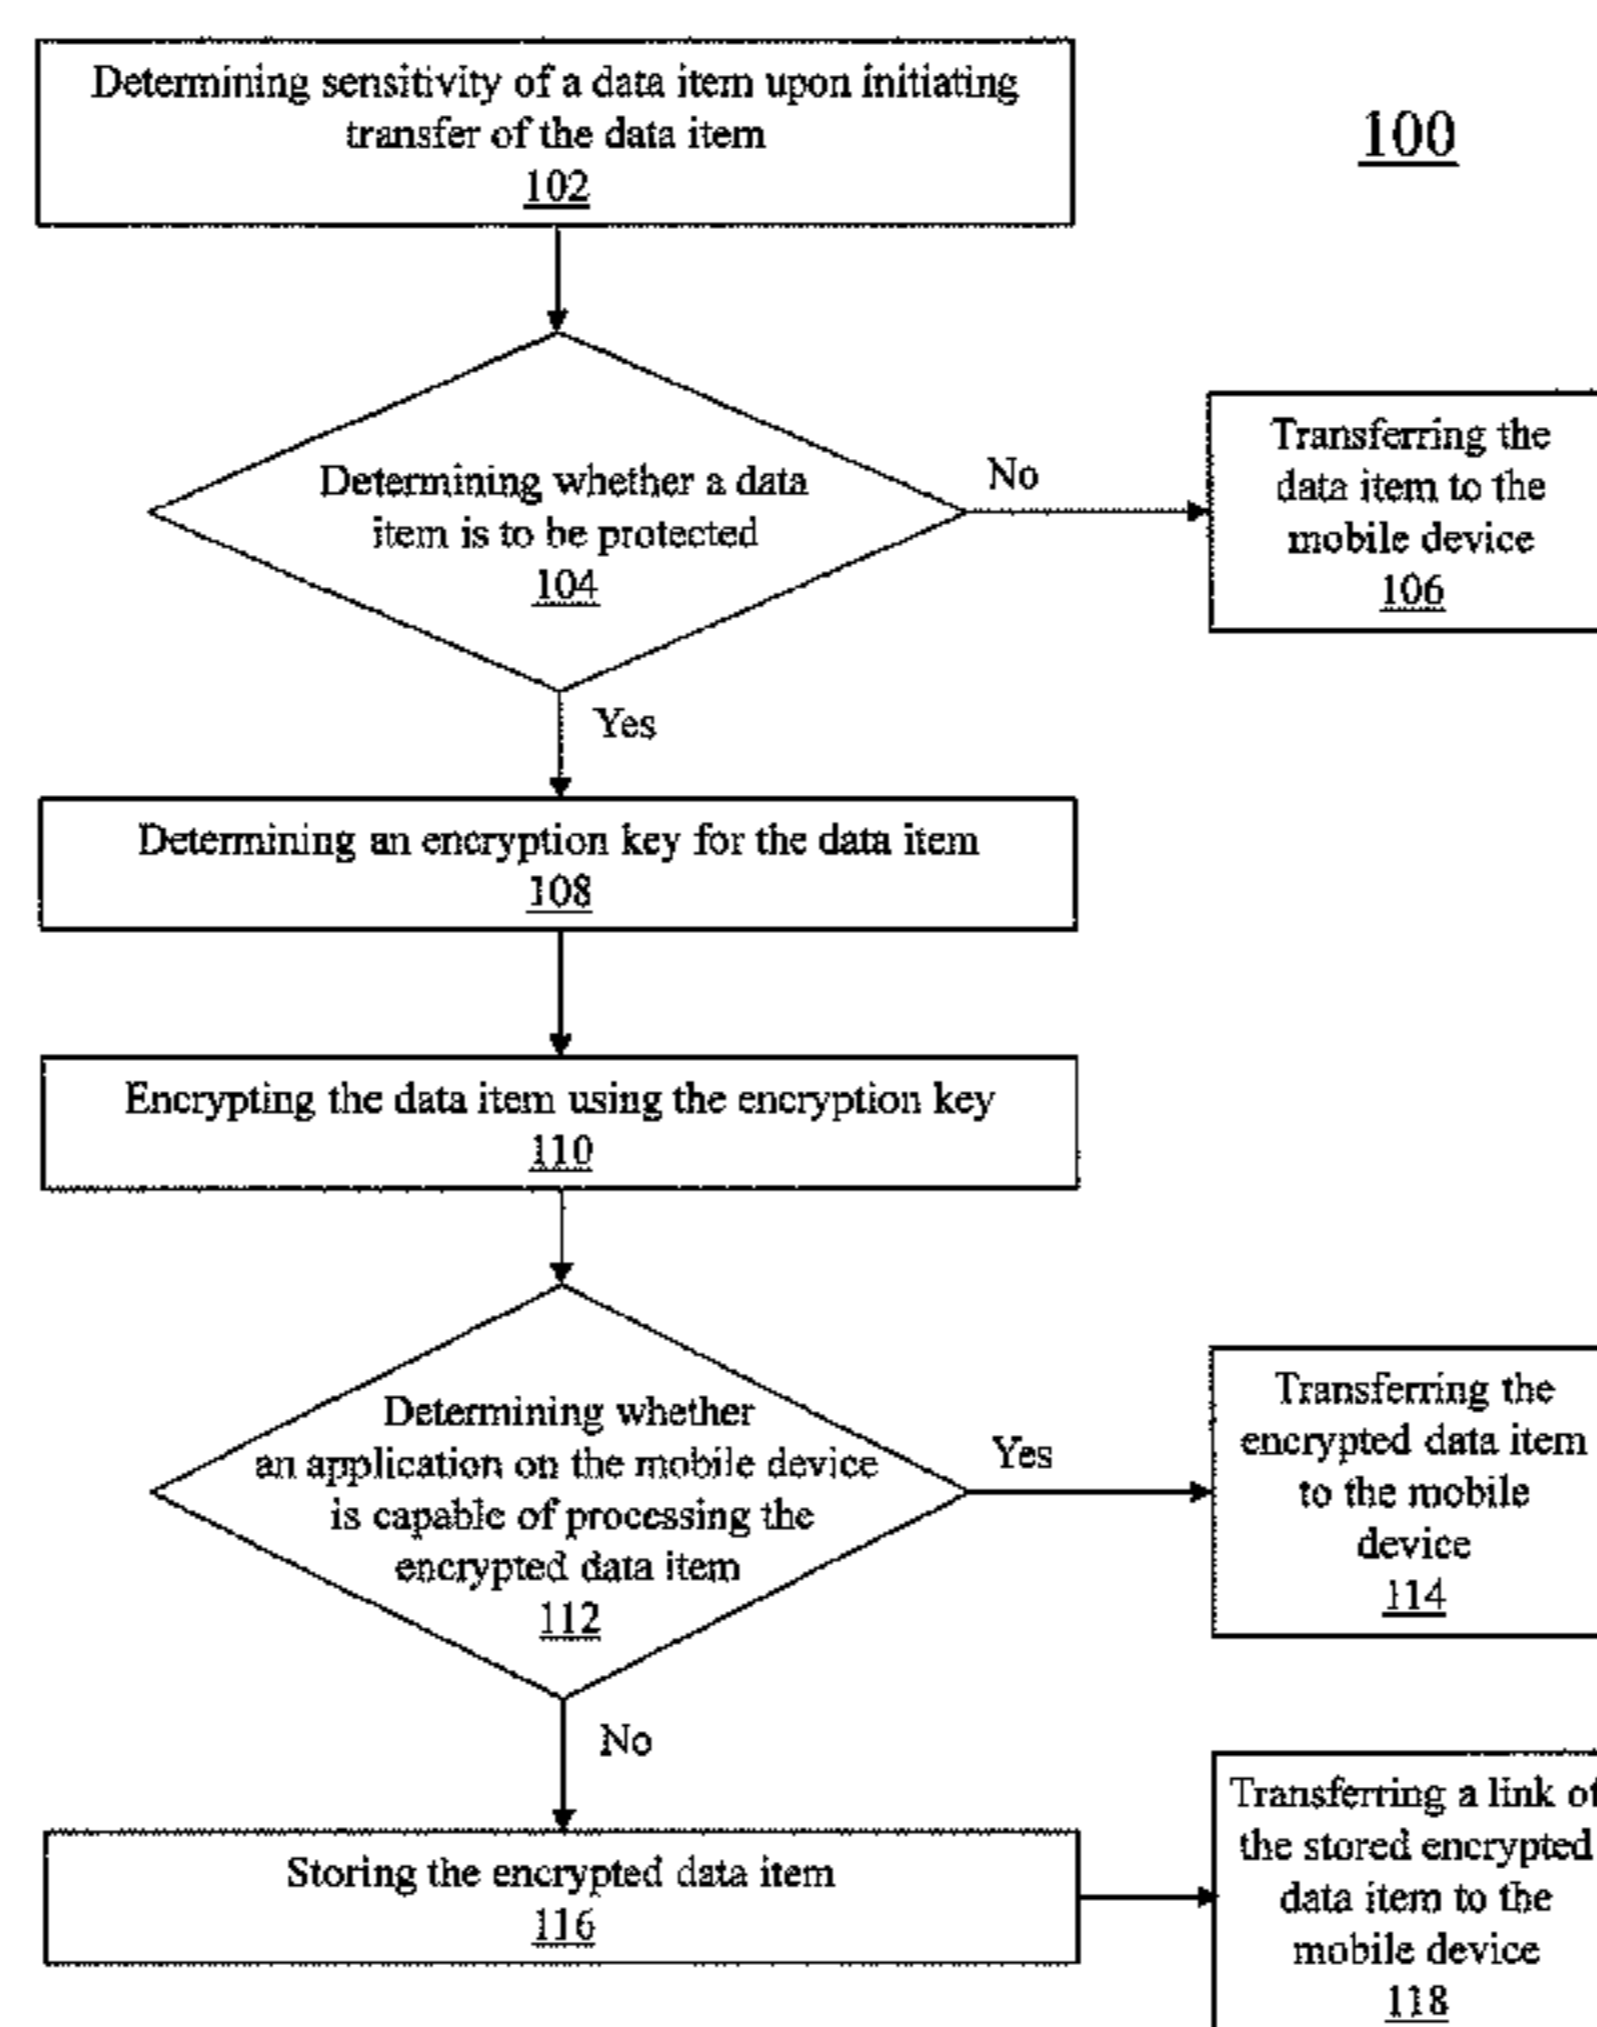 Determining sensitivity of a data item upon initiating
transfer of the data item
102
100
Determining whether a data
item is to be protected
104
No
Transferring the
data item to the
mobile device
106
Yes
Determining an encryption key for the data item
108
Encrypting the data item using the encryption key
110
Determining whether
an application on the mobile device
is capable of processing the
encrypted data item
112
Yes
Transferring the
encrypted data item
to the mobile
device
114
No
Storing the encrypted data item
116
Transferring a link of
the stored encrypted
data item to the
mobile device
118